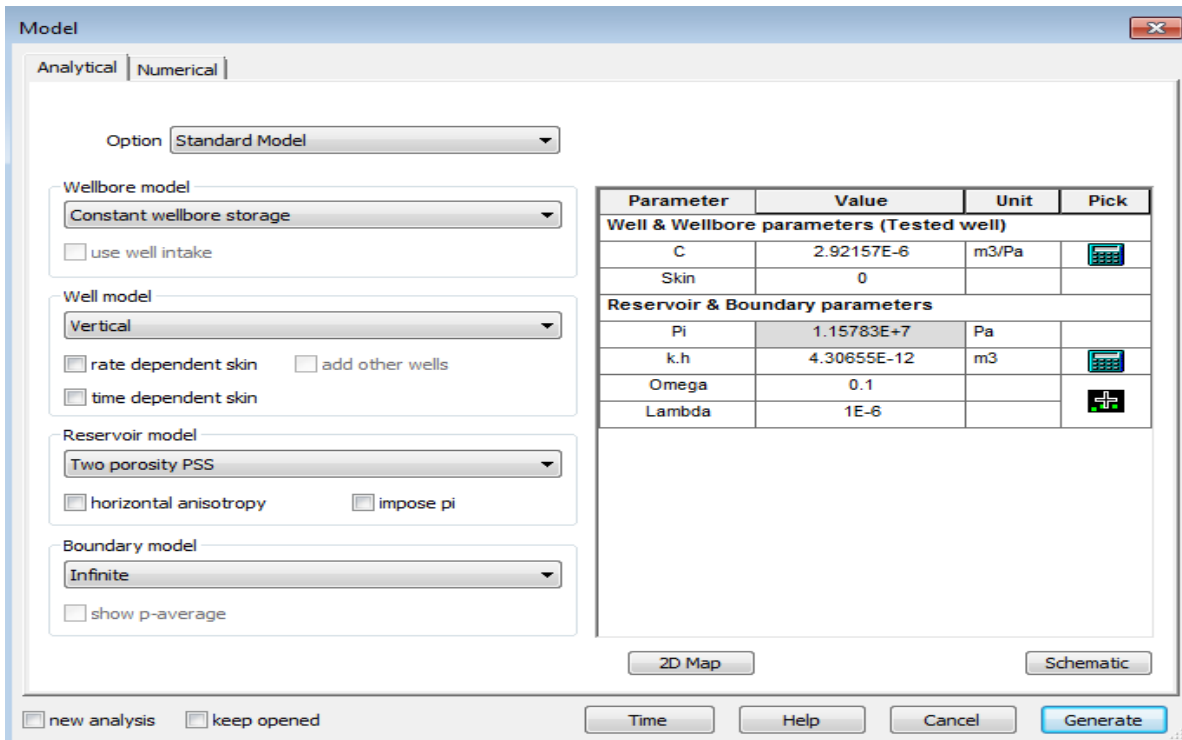 Model
Analytical Numerical
Option Standard Model
Wellbore model
Constant wellbore storage
use well intake
Well model
Vertical
rate dependent skin add other wells
time dependent skin
Reservoir model
Two porosity PSS
horizontal anisotropy impose pi
Boundary model
Infinite
show p-average
Parameter Value Unit Pick
Well & Wellbore parameters (Tested well)
C 2.92157E-6 m3/Pa
Skin 0
Reservoir & Boundary parameters
Pi 1.15783E+7 Pa
k.h 4.30655E-12 m3
Omega 0.1
Lambda 1E-6
2D Map Schematic
new analysis keep opened Time Help Cancel Generate